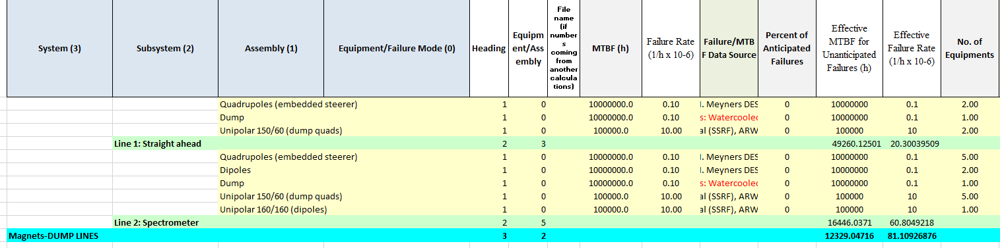 System (3) Subsystem (2) Assembly (1) Equipment/Failure Mode (0) Heading Equipm ent/Ass embly File name (if number s coming from another calcula tions) MTBF (h) Failure Rate (1/h x 10-6) Failure/MTB F Data Source Percent of Anticipated Failures Effective MTBF for Unanticipated Failures (h) Effective Failure Rate (1/h x 10-6) No. of Equipments
Quadrupoles (embedded steerer) 1 0 10000000.0 0.10 . Meyners DES 0 10000000 0.1 2.00
Dump 1 0 10000000.0 0.10 s: Watercooled 0 10000000 0.1 1.00
Unipolar 150/60 (dump quads) 1 0 100000.0 10.00 al (SSRF), ARW 0 100000 10 2.00
Line 1: Straight ahead 2 3 49260.12501 20.30039509
Quadrupoles (embedded steerer) 1 0 10000000.0 0.10 . Meyners DES 0 10000000 0.1 5.00
Dipoles 1 0 10000000.0 0.10 . Meyners DES 0 10000000 0.1 2.00
Dump 1 0 10000000.0 0.10 s: Watercooled 0 10000000 0.1 1.00
Unipolar 150/60 (dump quads) 1 0 100000.0 10.00 al (SSRF), ARW 0 100000 10 5.00
Unipolar 160/160 (dipoles) 1 0 100000.0 10.00 al (SSRF), ARW 0 100000 10 1.00
Line 2: Spectrometer 2 5 16446.0371 60.8049218
Magnets-DUMP LINES 3 2 12329.04716 81.10926876